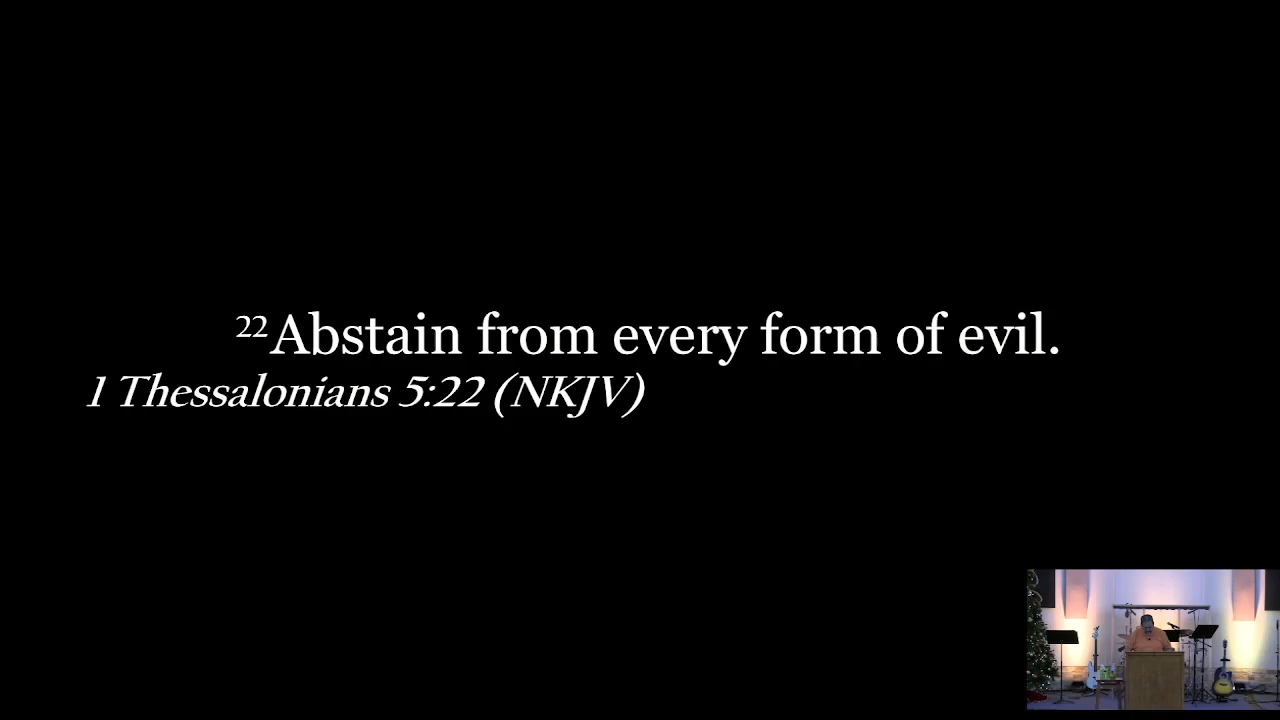 22Abstain from every form of evil.
1 Thessalonians 5:22 (NKJV)